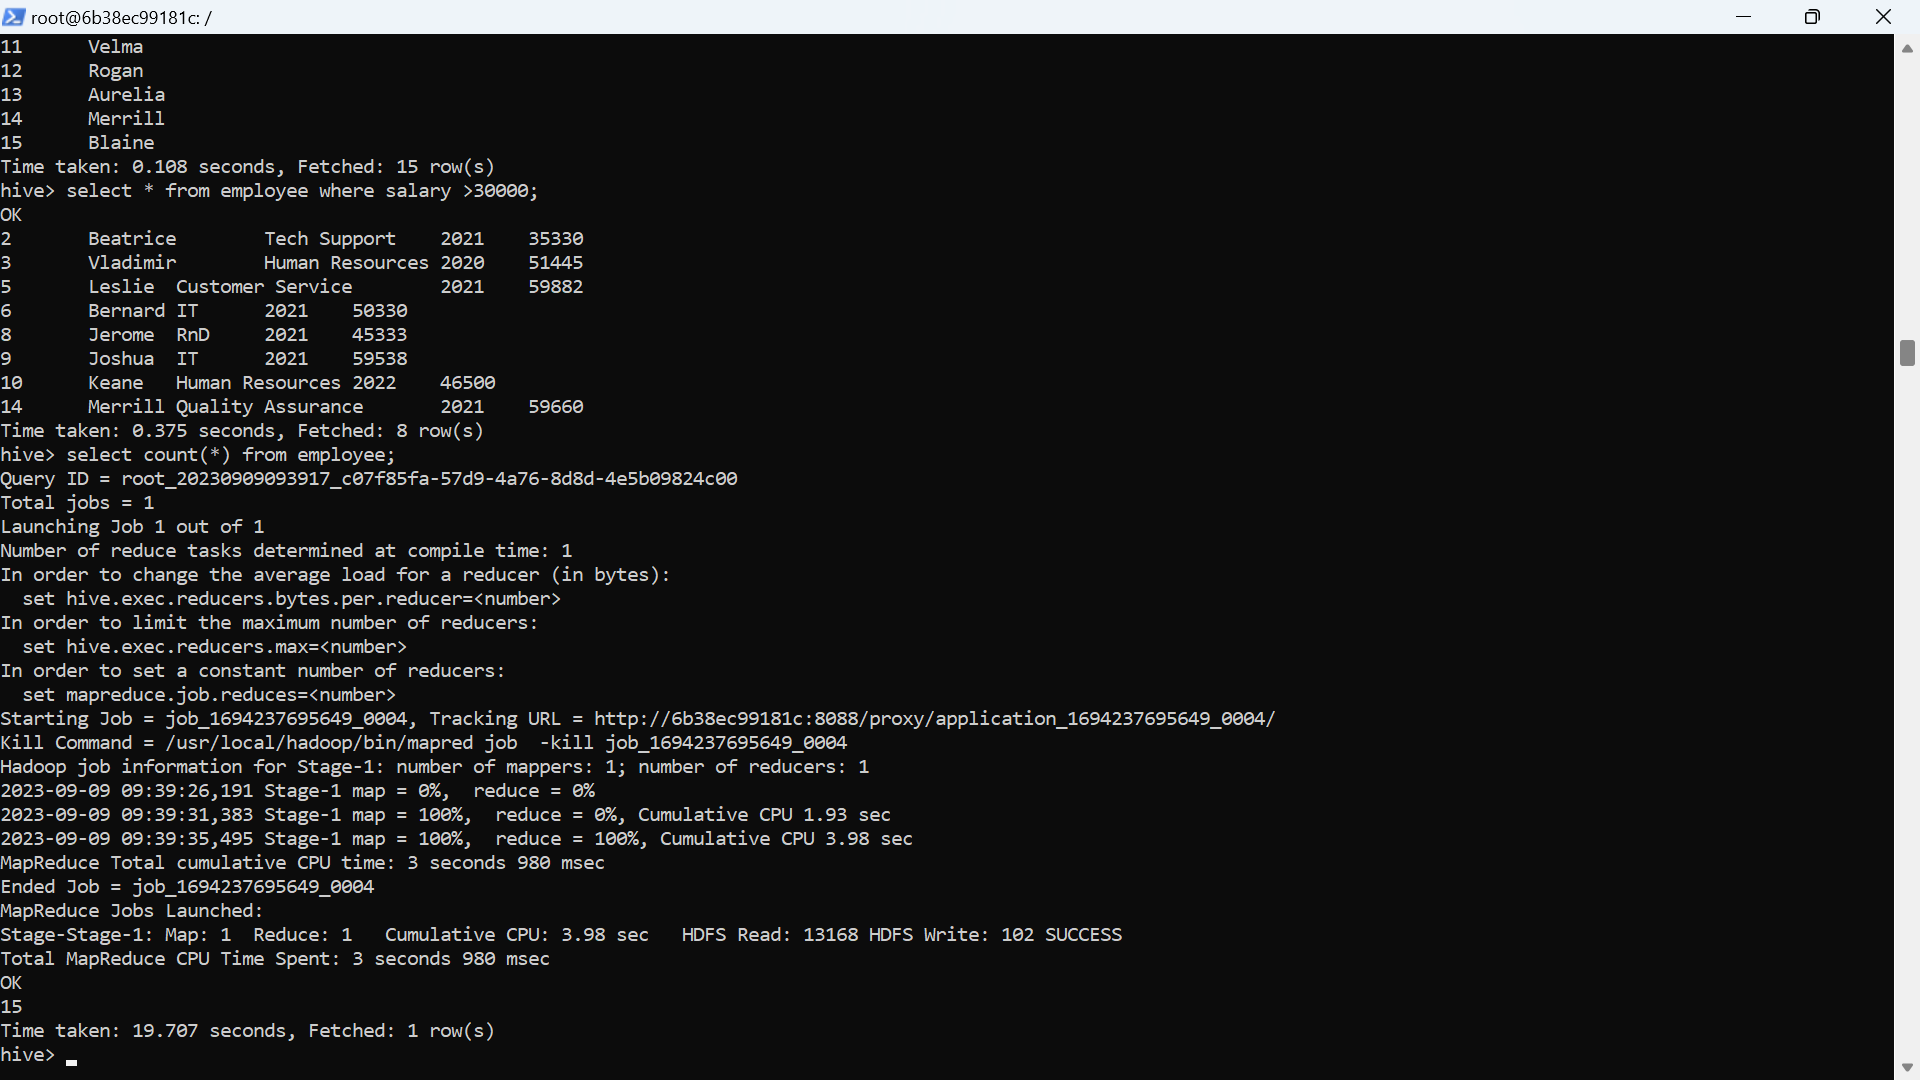 root@6b38ec99181c: /
11      Velma
12      Rogan
13      Aurelia
14      Merrill
15      Blaine
Time taken: 0.108 seconds, Fetched: 15 row(s)
hive> select * from employee where salary >30000;
OK
2       Beatrice        Tech Support    2021    35330
3       Vladimir        Human Resources 2020    51445
5       Leslie  Customer Service        2021    59882
6       Bernard IT      2021    50330
8       Jerome  RnD     2021    45333
9       Joshua  IT      2021    59538
10      Keane   Human Resources 2022    46500
14      Merrill Quality Assurance       2021    59660
Time taken: 0.375 seconds, Fetched: 8 row(s)
hive> select count(*) from employee;
Query ID = root_20230909093917_c07f85fa-57d9-4a76-8d8d-4e5b09824c00
Total jobs = 1
Launching Job 1 out of 1
Number of reduce tasks determined at compile time: 1
In order to change the average load for a reducer (in bytes):
  set hive.exec.reducers.bytes.per.reducer=<number>
In order to limit the maximum number of reducers:
  set hive.exec.reducers.max=<number>
In order to set a constant number of reducers:
  set mapreduce.job.reduces=<number>
Starting Job = job_1694237695649_0004, Tracking URL = http://6b38ec99181c:8088/proxy/application_1694237695649_0004/
Kill Command = /usr/local/hadoop/bin/mapred job  -kill job_1694237695649_0004
Hadoop job information for Stage-1: number of mappers: 1; number of reducers: 1
2023-09-09 09:39:26,191 Stage-1 map = 0%,  reduce = 0%
2023-09-09 09:39:31,383 Stage-1 map = 100%,  reduce = 0%, Cumulative CPU 1.93 sec
2023-09-09 09:39:35,495 Stage-1 map = 100%,  reduce = 100%, Cumulative CPU 3.98 sec
MapReduce Total cumulative CPU time: 3 seconds 980 msec
Ended Job = job_1694237695649_0004
MapReduce Jobs Launched:
Stage-Stage-1: Map: 1  Reduce: 1   Cumulative CPU: 3.98 sec   HDFS Read: 13168 HDFS Write: 102 SUCCESS
Total MapReduce CPU Time Spent: 3 seconds 980 msec
OK
15
Time taken: 19.707 seconds, Fetched: 1 row(s)
hive>